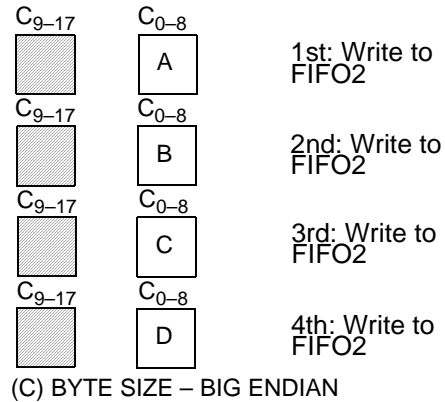 C9–17 C0–8
A 1st: Write to
FIFO2
C9–17 C0–8
B 2nd: Write to
FIFO2
C9–17 C0–8
C 3rd: Write to
FIFO2
C9–17 C0–8
D 4th: Write to
FIFO2
(C) BYTE SIZE – BIG ENDIAN